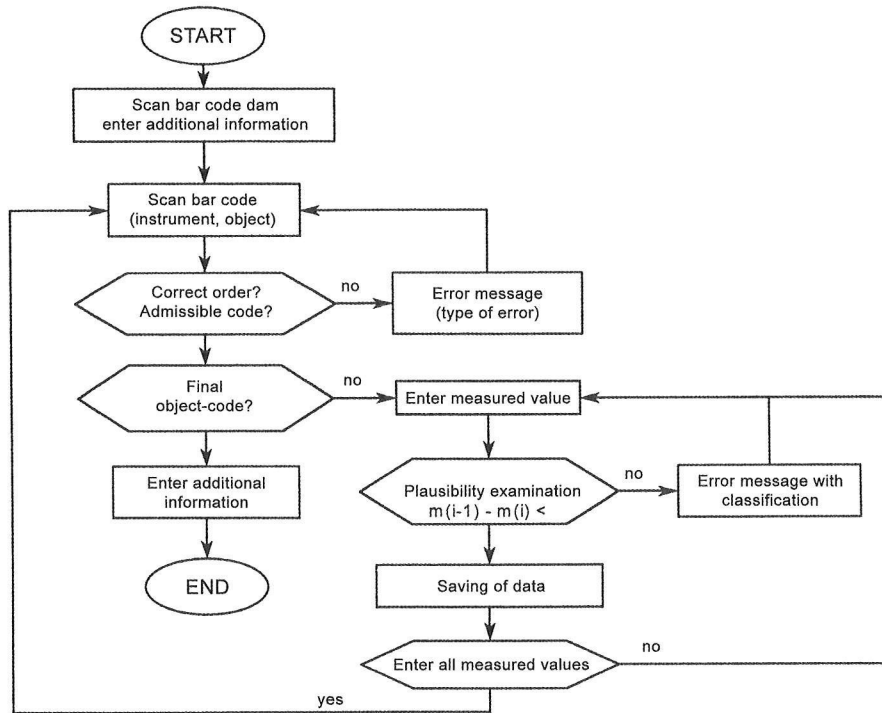 START
Scan bar code dam
enter additional information
Scan bar code
(instrument, object)
Correct order?
Admissible code?
no
Error message
(type of error)
Final
object-code?
no
Enter measured value
Enter additional
information
Plausibility examination
m(i-1) - m(i) <
no
Error message with
classification
END
Saving of data
Enter all measured values
no
yes